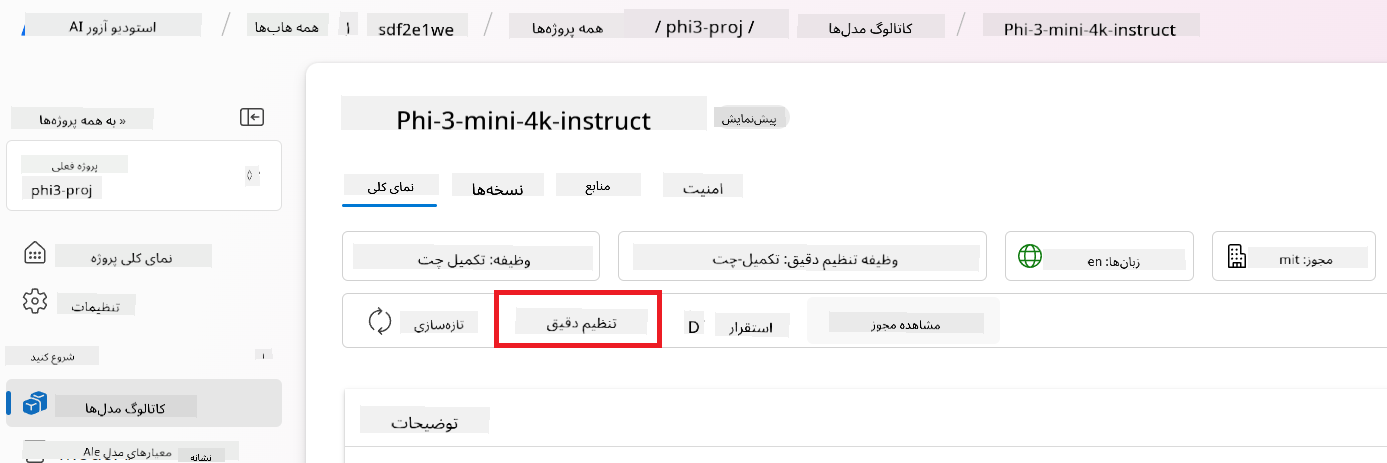 استودیو آزور AI / همه هاب‌ها / sdf2e1we / همه پروژه‌ها / phi3-proj / کاتالوگ مدل‌ها / Phi-3-mini-4k-instruct
« به همه پروژه‌ها
پروژه فعلی
phi3-proj
نمای کلی پروژه
تنظیمات
شروع کنید
کاتالوگ مدل‌ها
معیارهای مدل Ale
نشانه
Phi-3-mini-4k-instruct پیش‌نمایش
نمای کلی نسخه‌ها منابع امنیت
وظیفه: تکمیل چت وظیفه تنظیم دقیق: تکمیل-چت زبان‌ها: en مجوز: mit
تازه‌سازی تنظیم دقیق D استقرار مشاهده مجوز
توضیحات